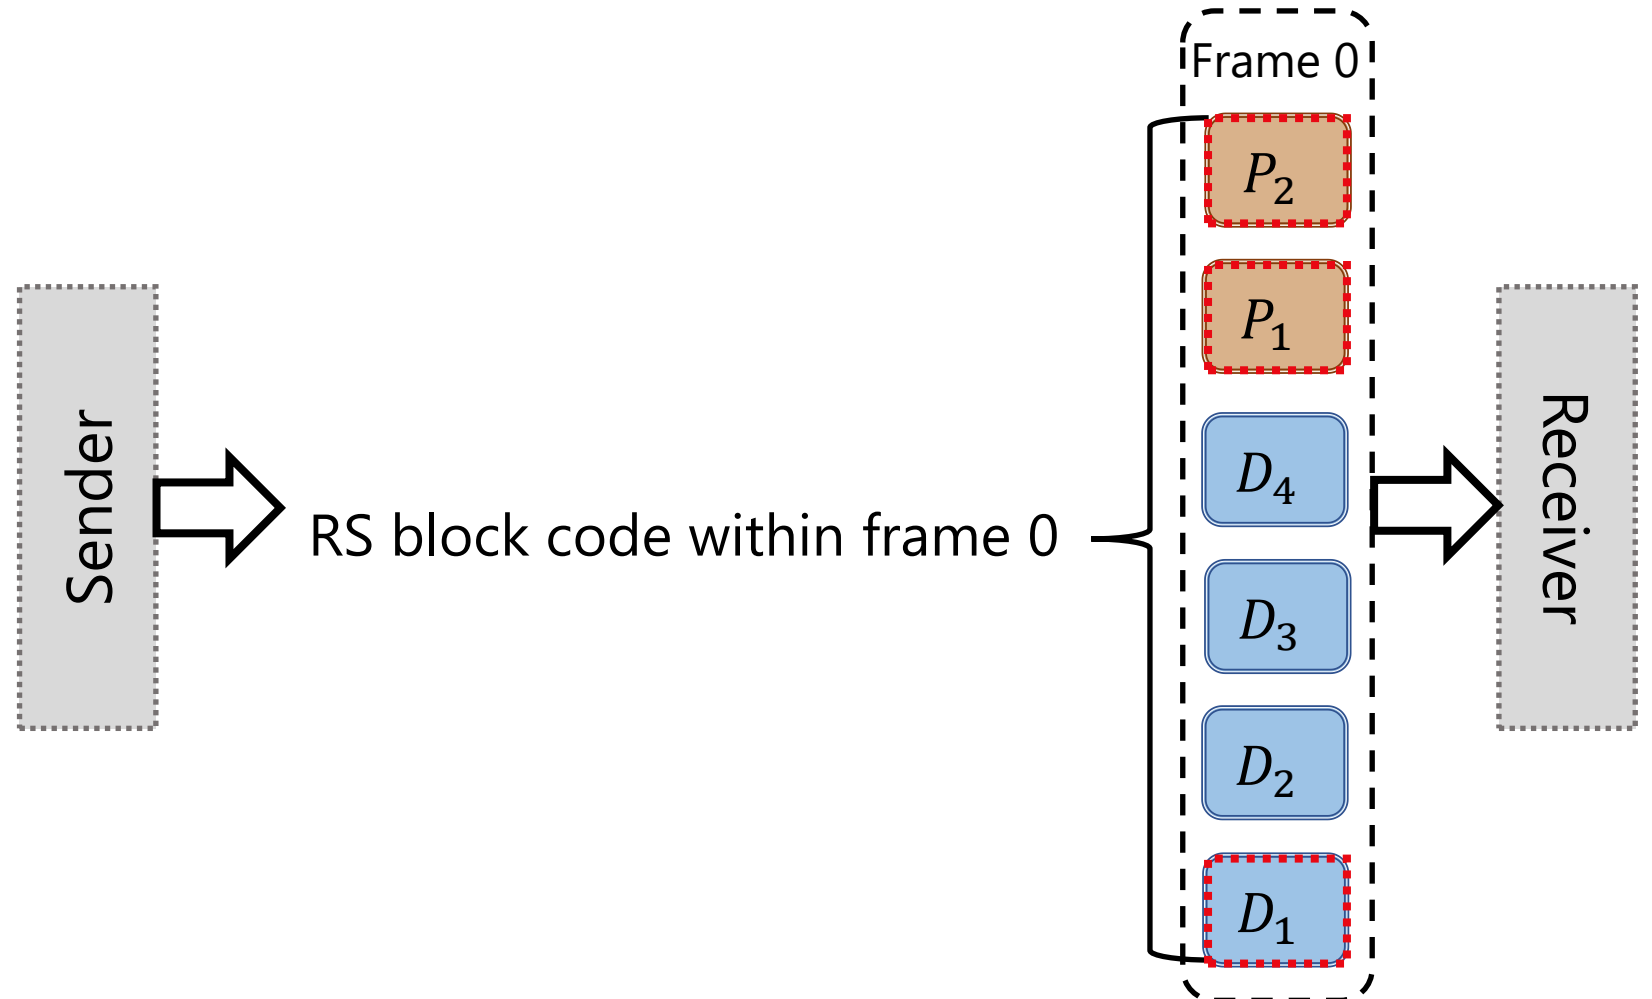 Frame 0
P₂
P₁
D₄
D₃
D₂
D₁
Sender
RS block code within frame 0
Receiver